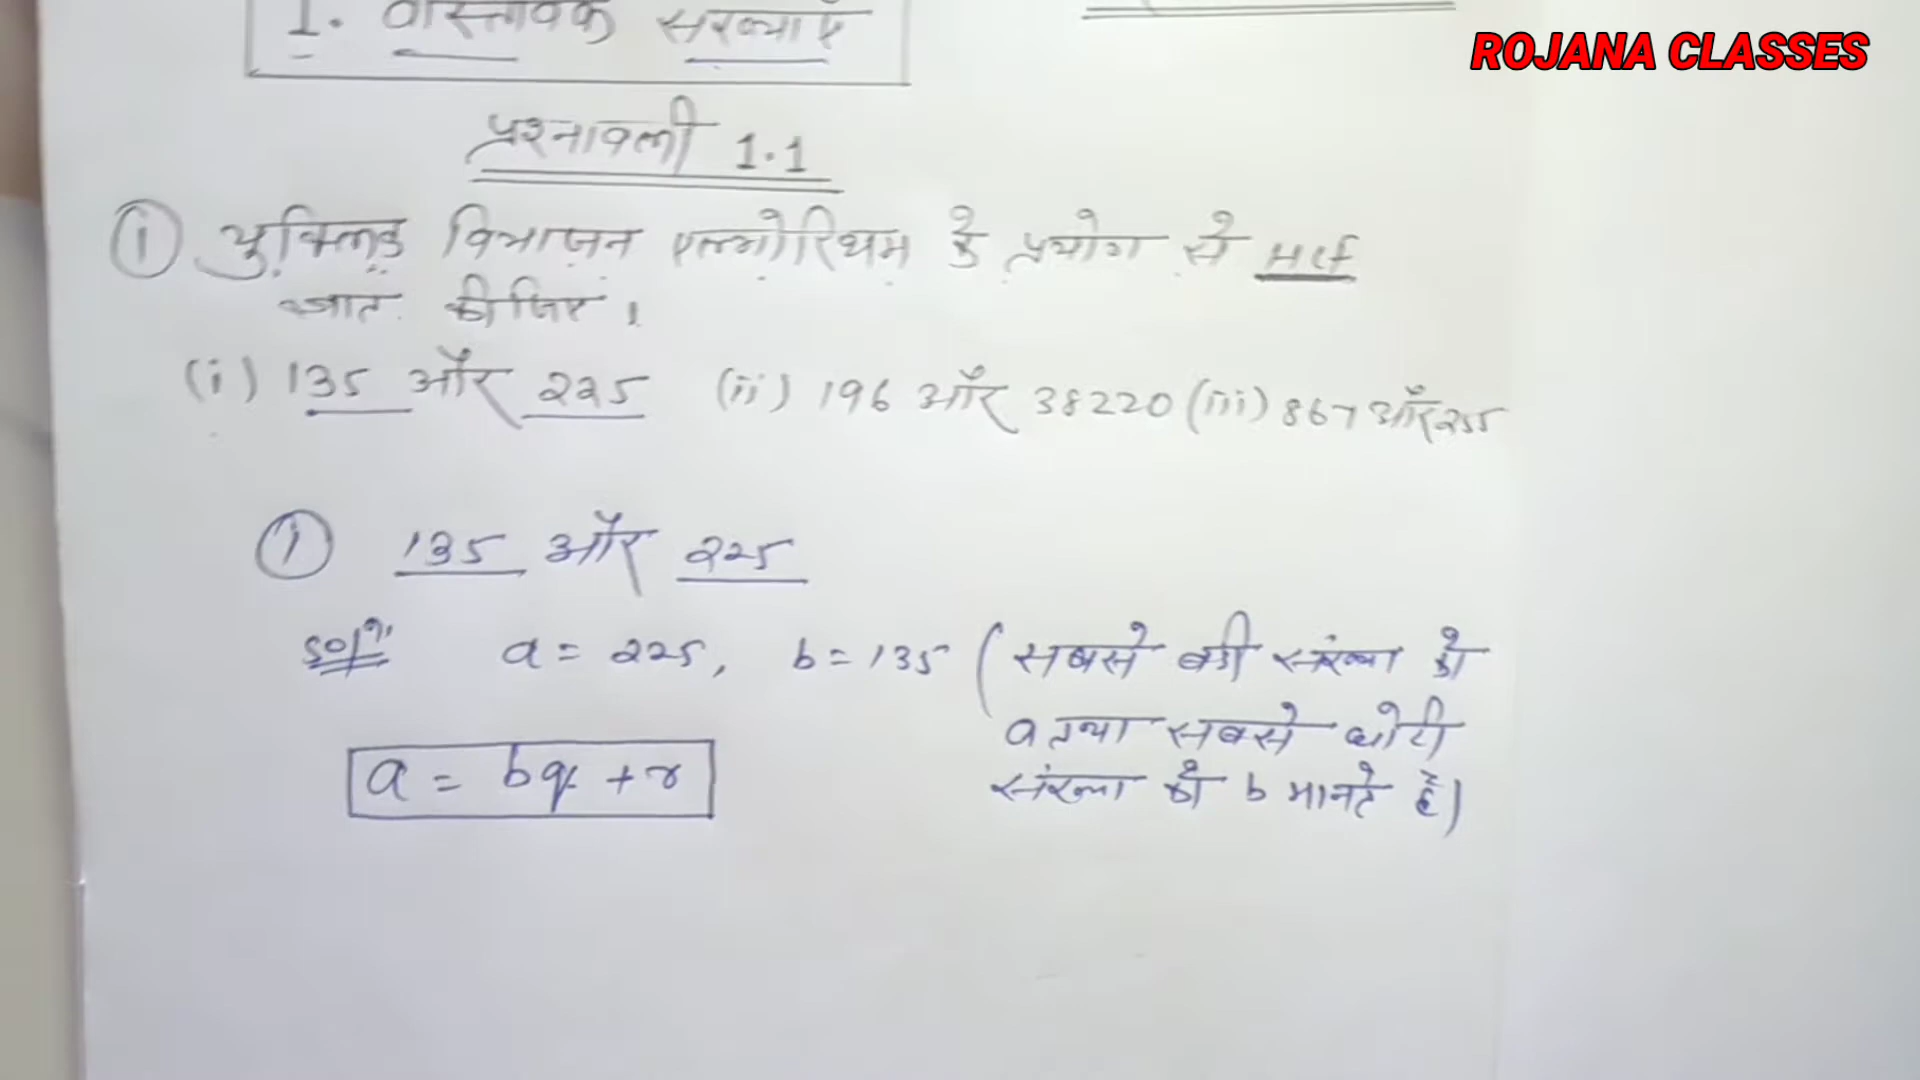 1. वास्तविक संख्याएँ
ROJANA CLASSES
प्रश्नावली 1.1
① युक्लिड विभाजन एल्गोरिथम के प्रयोग से HCF
ज्ञात कीजिए।
(i) 135 और 225 (ii) 196 और 38220 (iii) 867 और 255
① 135 और 225
solⁿ. a = 225, b = 135 (सबसे बड़ी संख्या को
a तथा सबसे छोटी
a = bq + r
संख्या को b मानते हैं)